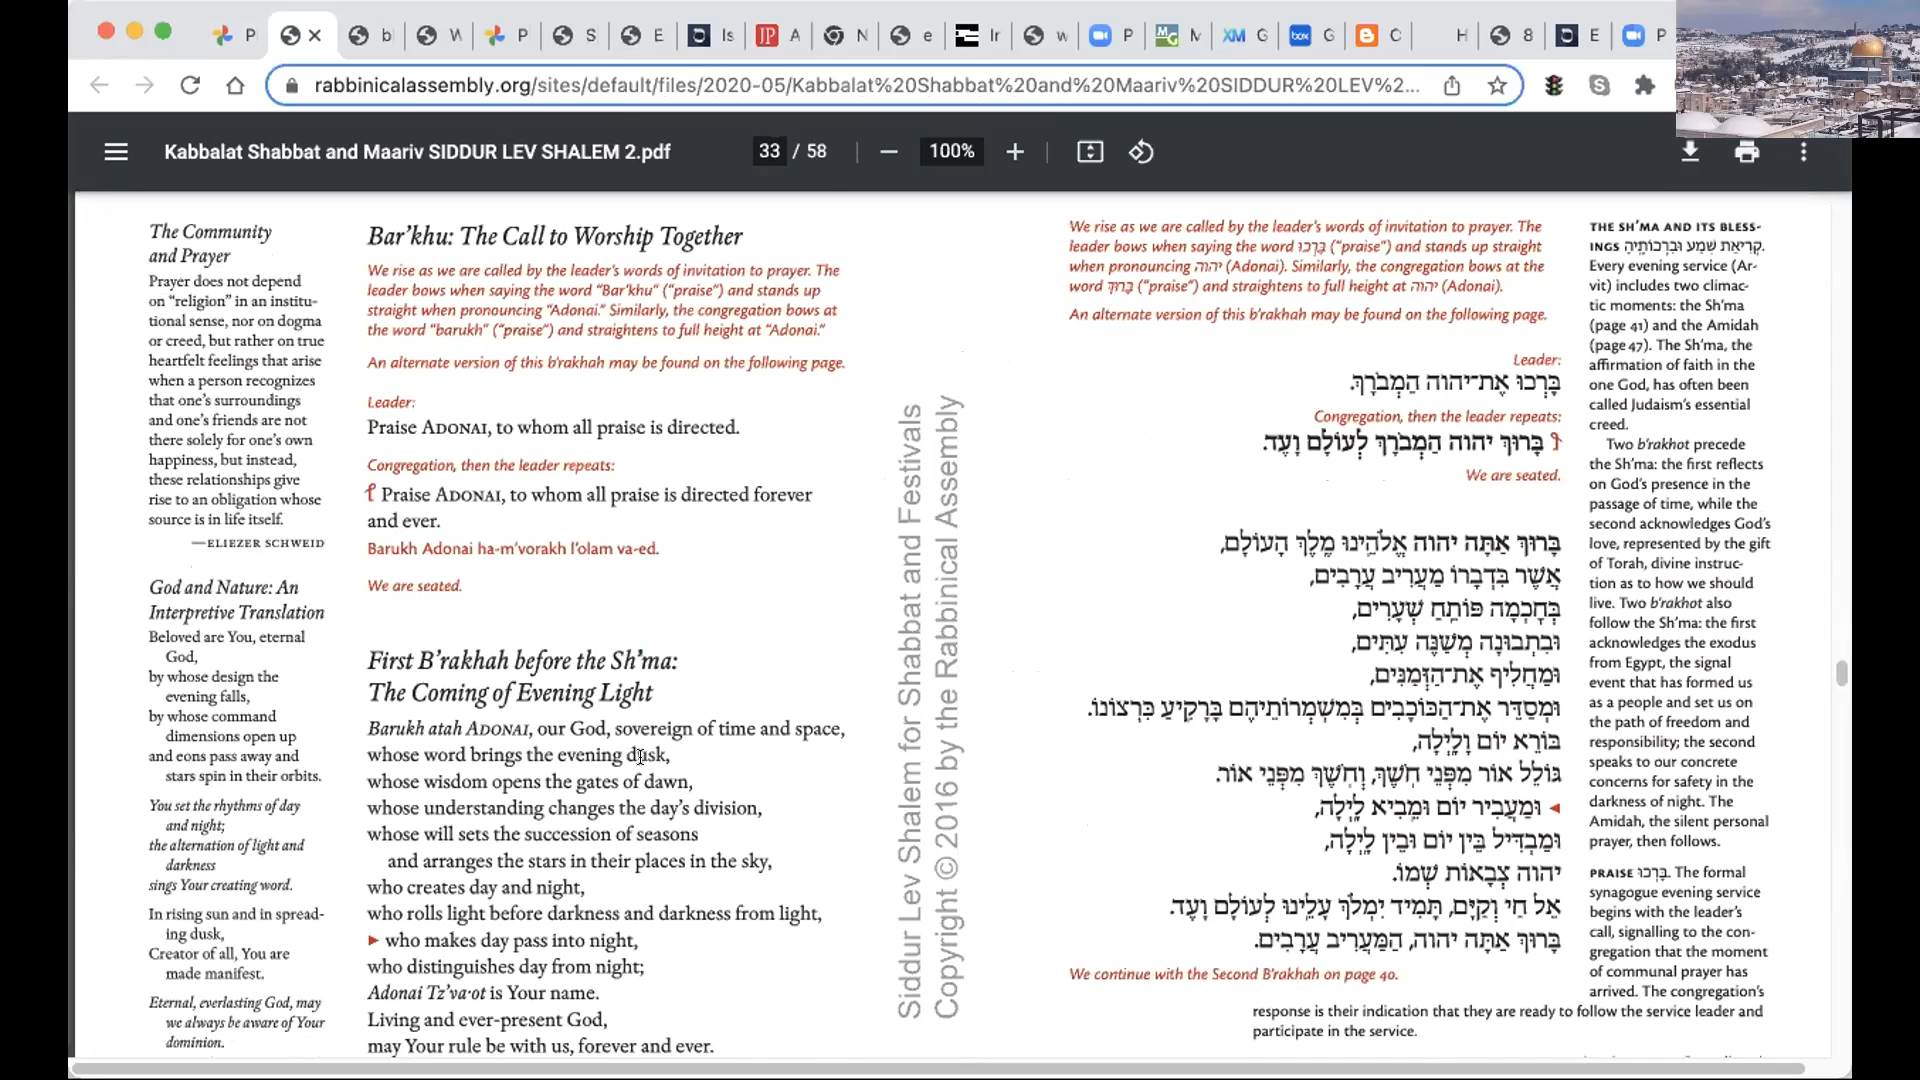 P
b
W
P
S
E
Is
A
N
e
Ir
w
P
M
G
G
C
H
8
E
P
rabbinicalassembly.org/sites/default/files/2020-05/Kabbalat%20Shabbat%20and%20Maariv%20SIDDUR%20LEV%2...
Kabbalat Shabbat and Maariv SIDDUR LEV SHALEM 2.pdf
33 / 58
100%
The Community
and Prayer
Prayer does not depend
on “religion” in an institu-
tional sense, nor on dogma
or creed, but rather on true
heartfelt feelings that arise
when a person recognizes
that one’s surroundings
and one’s friends are not
there solely for one’s own
happiness, but instead,
these relationships give
rise to an obligation whose
source is in life itself.
—ELIEZER SCHWEID
God and Nature: An
Interpretive Translation
Beloved are You, eternal
God,
by whose design the
evening falls,
by whose command
dimensions open up
and eons pass away and
stars spin in their orbits.
You set the rhythms of day
and night;
the alternation of light and
darkness
sings Your creating word.
In rising sun and in spread-
ing dusk,
Creator of all, You are
made manifest.
Eternal, everlasting God, may
we always be aware of Your
dominion.
Bar’khu: The Call to Worship Together
We rise as we are called by the leader’s words of invitation to prayer. The
leader bows when saying the word “Bar’khu” (“praise”) and stands up
straight when pronouncing “Adonai.” Similarly, the congregation bows at
the word “barukh” (“praise”) and straightens to full height at “Adonai.”
An alternate version of this b’rakhah may be found on the following page.
Leader:
Praise ADONAI, to whom all praise is directed.
Congregation, then the leader repeats:
Praise ADONAI, to whom all praise is directed forever
and ever.
Barukh Adonai ha-m’vorakh l’olam va-ed.
We are seated.
First B’rakhah before the Sh’ma:
The Coming of Evening Light
Barukh atah ADONAI, our God, sovereign of time and space,
whose word brings the evening dusk,
whose wisdom opens the gates of dawn,
whose understanding changes the day’s division,
whose will sets the succession of seasons
and arranges the stars in their places in the sky,
who creates day and night,
who rolls light before darkness and darkness from light,
who makes day pass into night,
who distinguishes day from night;
Adonai Tz’va·ot is Your name.
Living and ever-present God,
may Your rule be with us, forever and ever.
Siddur Lev Shalem for Shabbat and Festivals
Copyright © 2016 by the Rabbinical Assembly
We rise as we are called by the leader’s words of invitation to prayer. The
leader bows when saying the word בָּרְכוּ (“praise”) and stands up straight
when pronouncing יהוה (Adonai). Similarly, the congregation bows at the
word בָּרוּךְ (“praise”) and straightens to full height at יהוה (Adonai).
An alternate version of this b’rakhah may be found on the following page.
Leader:
בָּרְכוּ אֶת־יהוה הַמְבֹרָךְ.
Congregation, then the leader repeats:
בָּרוּךְ יהוה הַמְבֹרָךְ לְעוֹלָם וָעֶד.
We are seated.
בָּרוּךְ אַתָּה יהוה אֱלֹהֵינוּ מֶלֶךְ הָעוֹלָם,
אֲשֶׁר בִּדְבָרוֹ מַעֲרִיב עֲרָבִים,
בְּחָכְמָה פּוֹתֵחַ שְׁעָרִים,
וּבִתְבוּנָה מְשַׁנֶּה עִתִּים,
וּמַחֲלִיף אֶת־הַזְּמַנִּים,
וּמְסַדֵּר אֶת־הַכּוֹכָבִים בְּמִשְׁמְרוֹתֵיהֶם בָּרָקִיעַ כִּרְצוֹנוֹ.
בּוֹרֵא יוֹם וָלָיְלָה,
גּוֹלֵל אוֹר מִפְּנֵי חֹשֶׁךְ, וְחֹשֶׁךְ מִפְּנֵי אוֹר.
וּמַעֲבִיר יוֹם וּמֵבִיא לָיְלָה,
וּמַבְדִּיל בֵּין יוֹם וּבֵין לָיְלָה,
יהוה צְבָאוֹת שְׁמוֹ.
אֵל חַי וְקַיָּם, תָּמִיד יִמְלֹךְ עָלֵינוּ לְעוֹלָם וָעֶד.
בָּרוּךְ אַתָּה יהוה, הַמַּעֲרִיב עֲרָבִים.
We continue with the Second B’rakhah on page 40.
THE SH’MA AND ITS BLESS-
INGS קְרִיאַת שְׁמַע וּבִרְכוֹתֶיהָ.
Every evening service (Ar-
vit) includes two climac-
tic moments: the Sh’ma
(page 41) and the Amidah
(page 47). The Sh’ma, the
affirmation of faith in the
one God, has often been
called Judaism’s essential
creed.
Two b’rakhot precede
the Sh’ma: the first reflects
on God’s presence in the
passage of time, while the
second acknowledges God’s
love, represented by the gift
of Torah, divine instruc-
tion as to how we should
live. Two b’rakhot also
follow the Sh’ma: the first
acknowledges the exodus
from Egypt, the signal
event that has formed us
as a people and set us on
the path of freedom and
responsibility; the second
speaks to our concrete
concerns for safety in the
darkness of night. The
Amidah, the silent personal
prayer, then follows.
PRAISE בָּרְכוּ. The formal
synagogue evening service
begins with the leader’s
call, signalling to the con-
gregation that the moment
of communal prayer has
arrived. The congregation’s
response is their indication that they are ready to follow the service leader and
participate in the service.